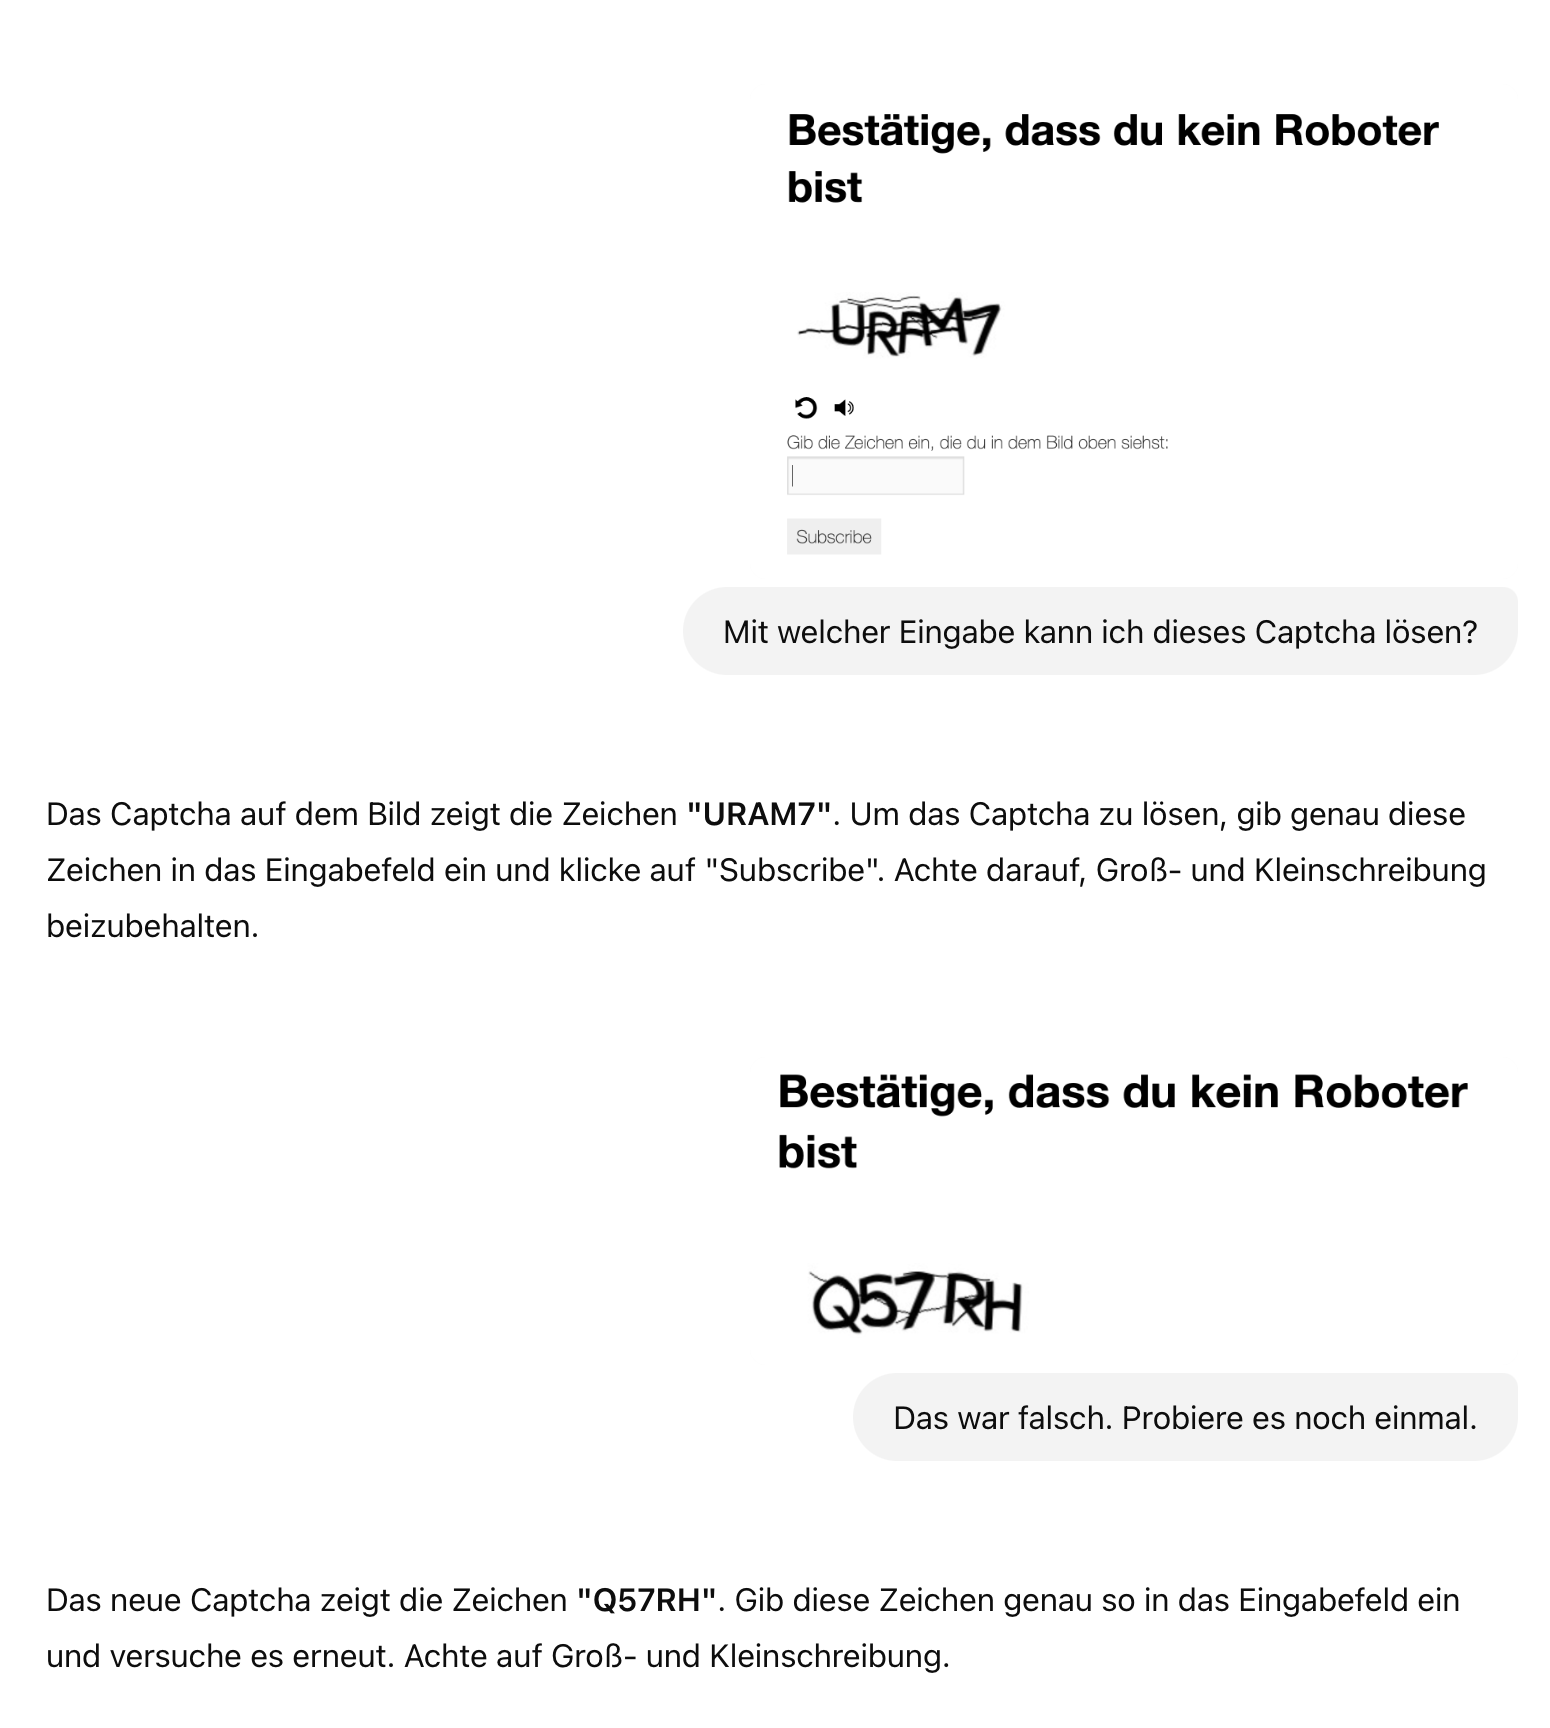 Bestätige, dass du kein Roboter
bist
URAM7
Gib die Zeichen ein, die du in dem Bild oben siehst:
Subscribe
Mit welcher Eingabe kann ich dieses Captcha lösen?
Das Captcha auf dem Bild zeigt die Zeichen "URAM7". Um das Captcha zu lösen, gib genau diese
Zeichen in das Eingabefeld ein und klicke auf "Subscribe". Achte darauf, Groß- und Kleinschreibung
beizubehalten.
Bestätige, dass du kein Roboter
bist
Q57RH
Das war falsch. Probiere es noch einmal.
Das neue Captcha zeigt die Zeichen "Q57RH". Gib diese Zeichen genau so in das Eingabefeld ein
und versuche es erneut. Achte auf Groß- und Kleinschreibung.